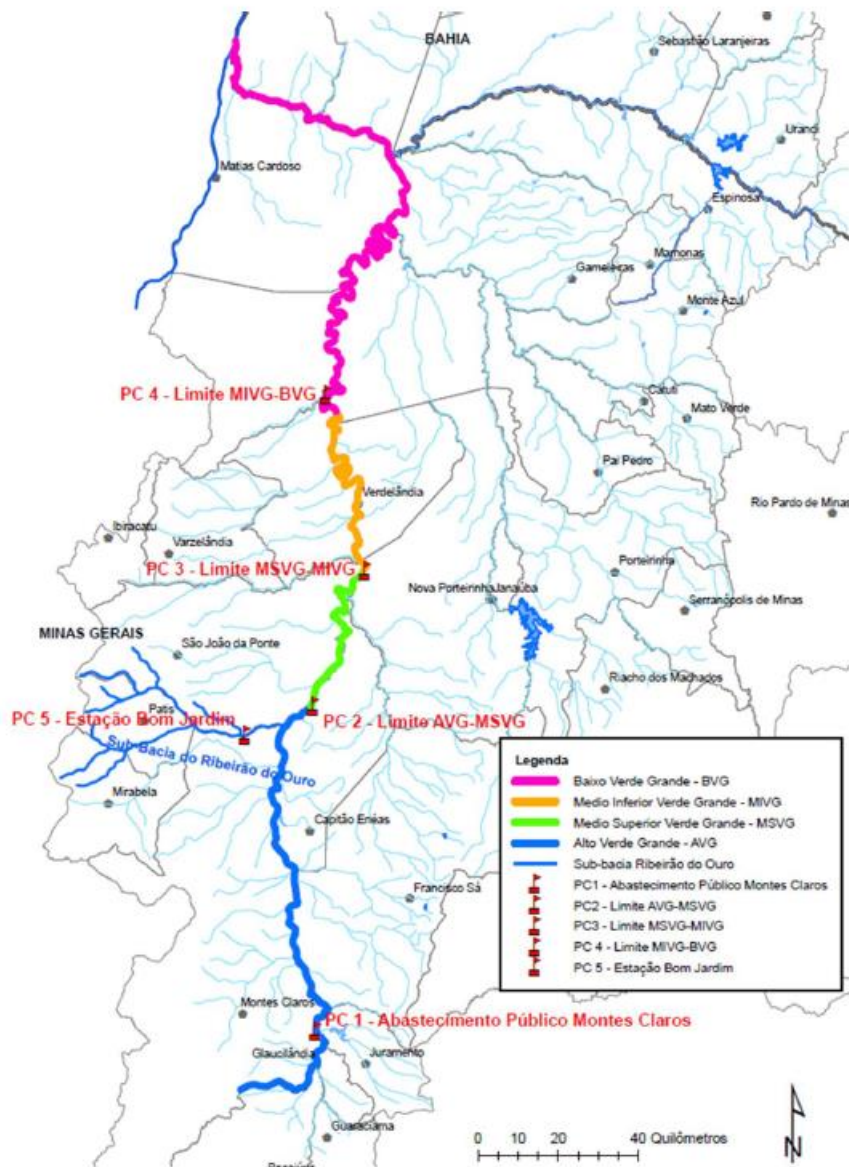 BAHIA
Sebastião Laranjeiras
Urandi
Matias Cardoso
Espinosa
Mamonas
Gameleiras
Monte Azul
PC 4 - Limite MIVG-BVG
Catuti
Mato Verde
Pai Pedro
Verdelândia
Rio Pardo de Minas
Ibiracatu
Varzelândia
PC 3 - Limite MSVG-MIVG
Porteirinha
Nova Porteirinha
Janaúba
Serranópolis de Minas
MINAS GERAIS
São João da Ponte
Riacho dos Machados
Patis
PC 5 - Estação Bom Jardim
PC 2 - Limite AVG-MSVG
Sub-Bacia do Ribeirão do Ouro
Mirabela
Capitão Enéas
Francisco Sá
Legenda
Baixo Verde Grande - BVG
Medio Inferior Verde Grande - MIVG
Medio Superior Verde Grande - MSVG
Alto Verde Grande - AVG
Sub-bacia Ribeirão do Ouro
PC1 - Abastecimento Público Montes Claros
PC2 - Limite AVG-MSVG
PC3 - Limite MSVG-MIVG
PC 4 - Limite MIVG-BVG
PC 5 - Estação Bom Jardim
Montes Claros
PC 1 - Abastecimento Público Montes Claros
Glaucilândia
Juramento
Guaraciama
0 10 20 40 Quilômetros
N